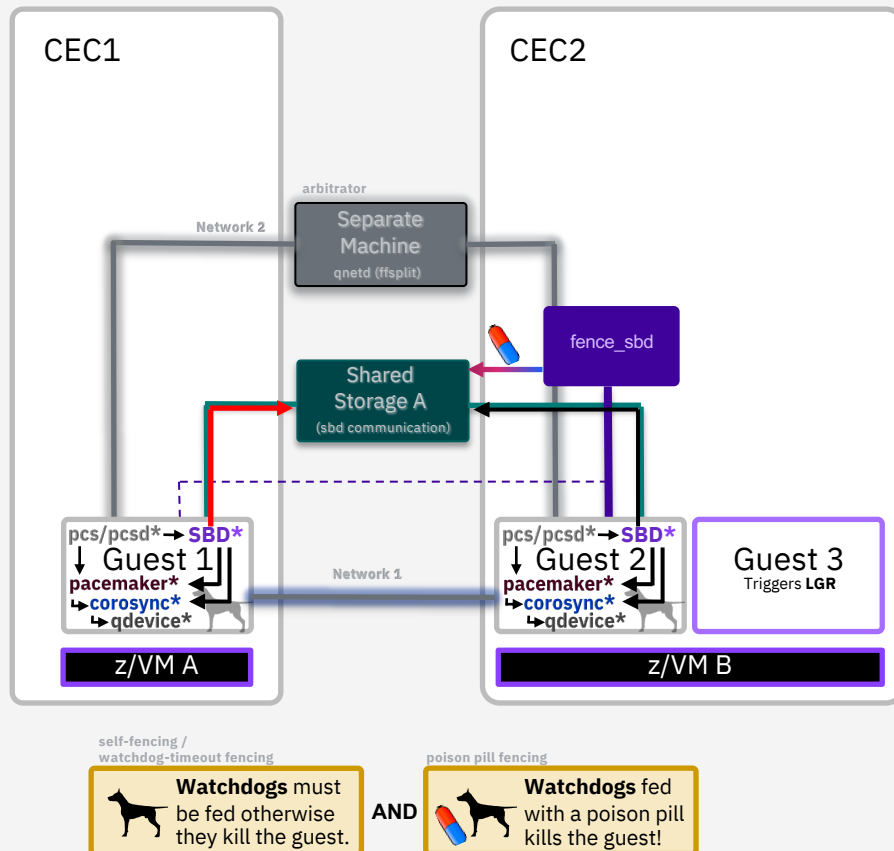 CEC1
CEC2
arbitrator
Network 2
Separate
Machine
qnetd (ffsplit)
fence_sbd
Shared
Storage A
(sbd communication)
pcs/pcsd* SBD*
Guest 1
pacemaker*
corosync*
qdevice*
Network 1
pcs/pcsd* SBD*
Guest 2
pacemaker*
corosync*
qdevice*
Guest 3
Triggers LGR
z/VM A
z/VM B
self-fencing /
watchdog-timeout fencing
Watchdogs must
be fed otherwise
they kill the guest.
AND
poison pill fencing
Watchdogs fed
with a poison pill
kills the guest!